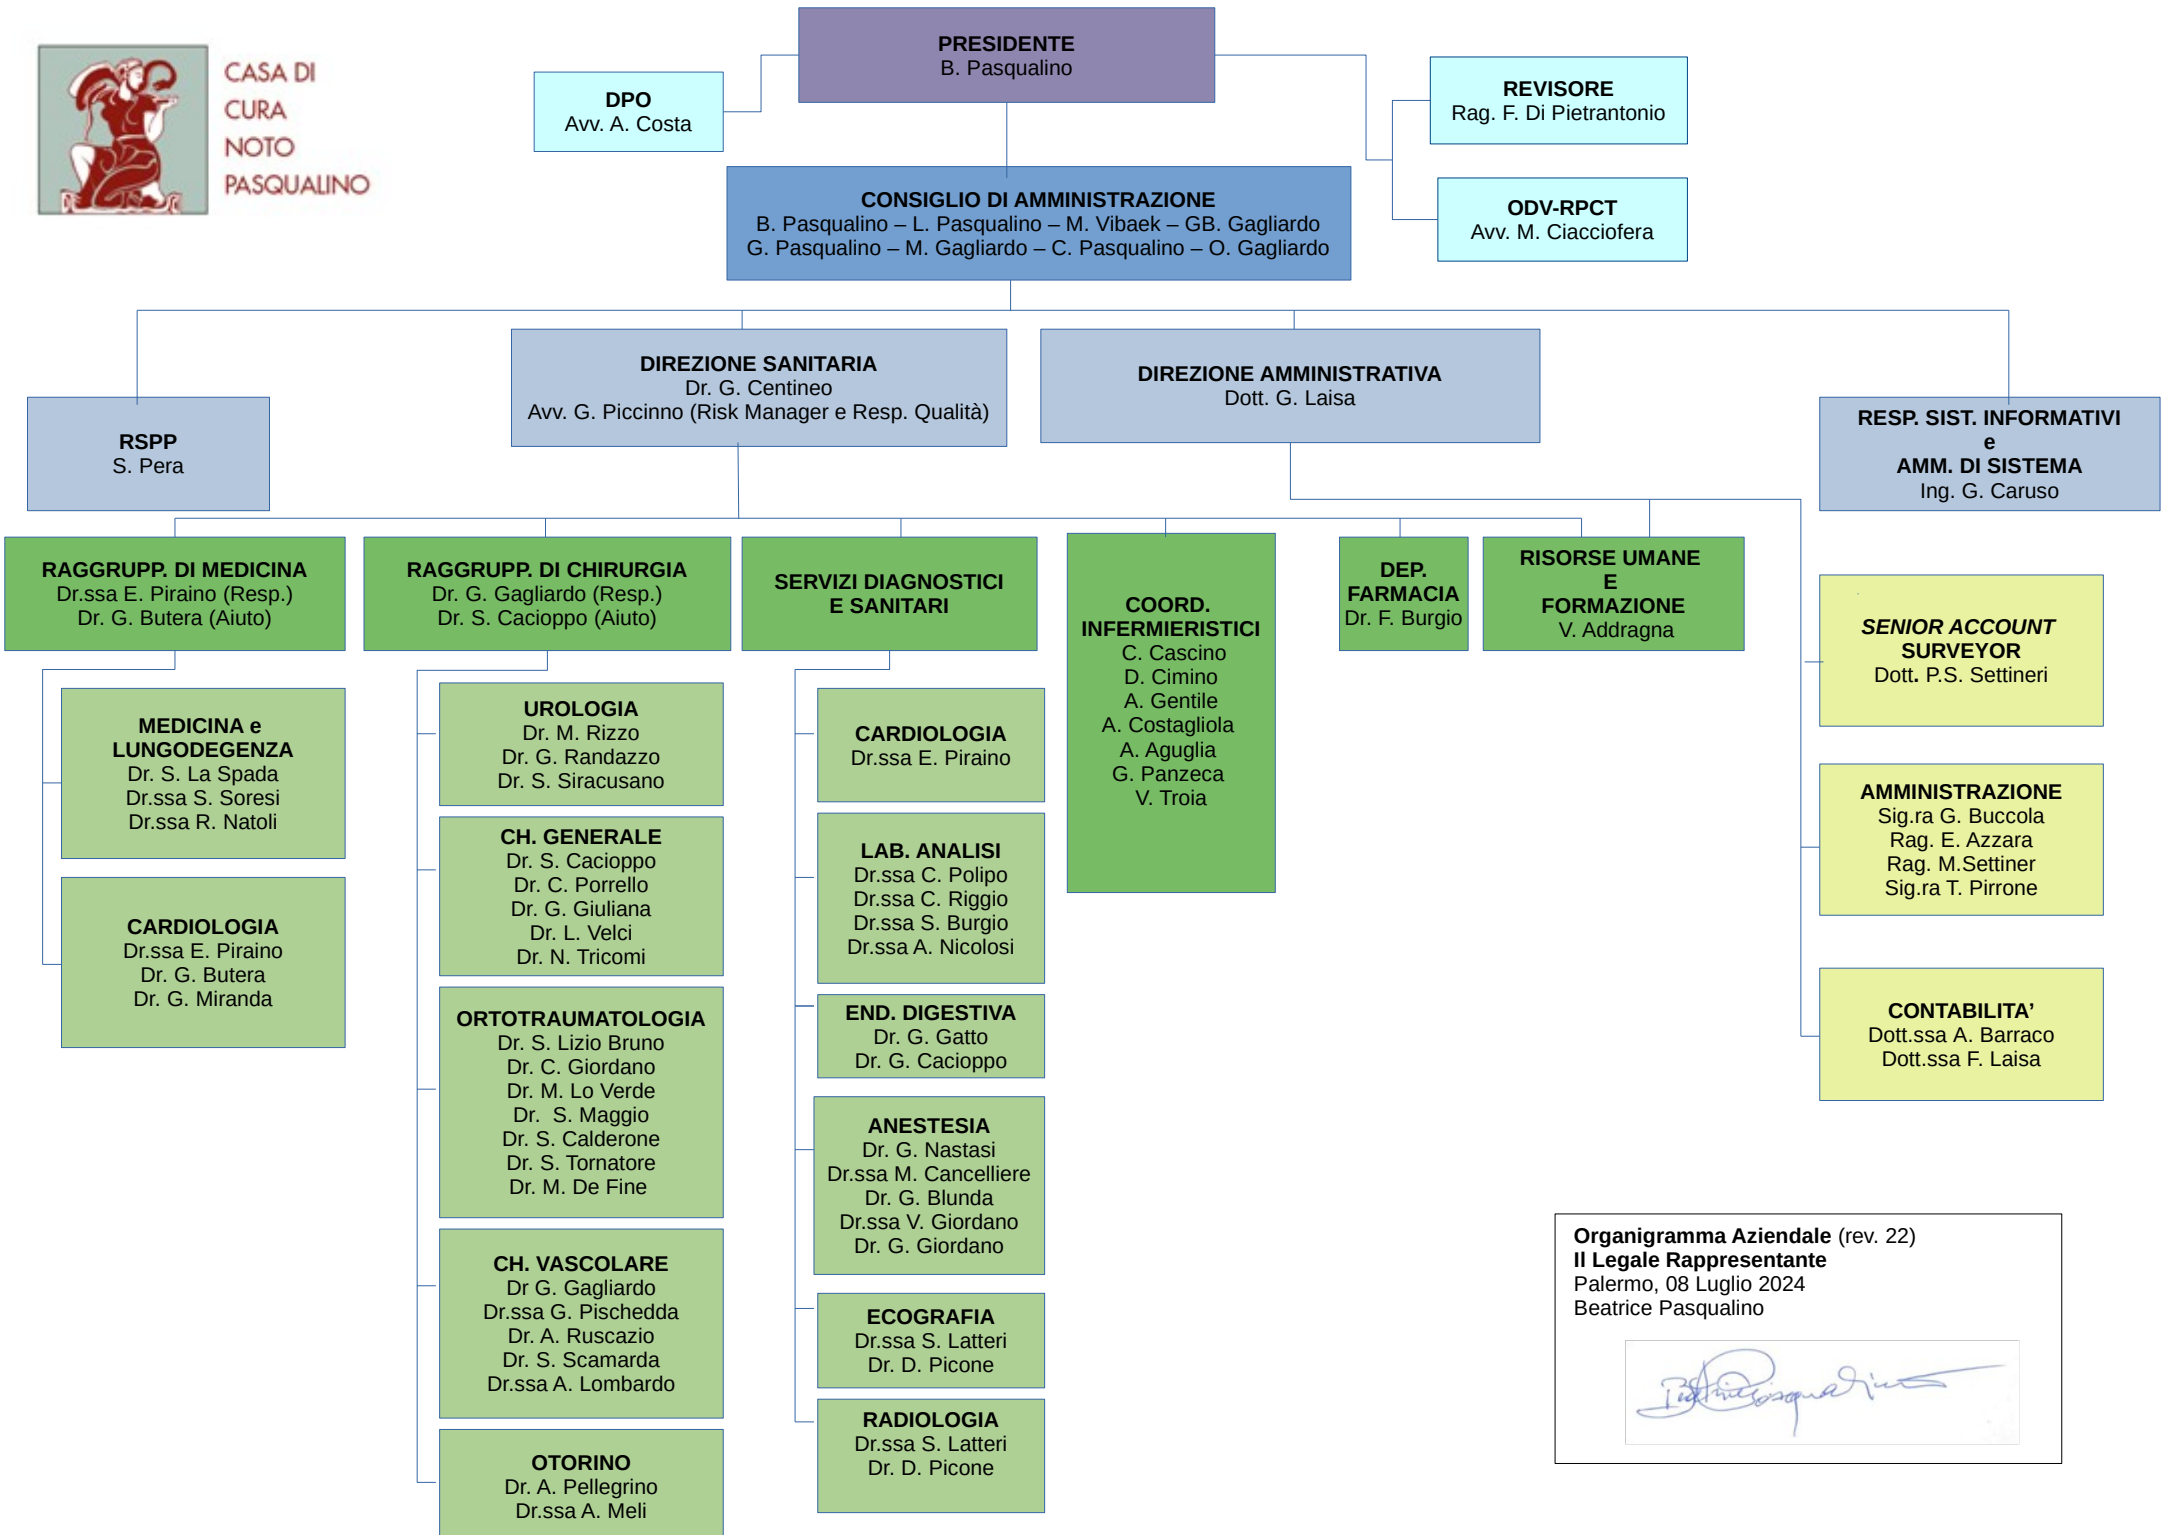 CASA DI
CURA
NOTO
PASQUALINO
PRESIDENTE
B. Pasqualino
DPO
Avv. A. Costa
REVISORE
Rag. F. Di Pietrantonio
ODV-RPCT
Avv. M. Ciacciofera
CONSIGLIO DI AMMINISTRAZIONE
B. Pasqualino – L. Pasqualino – M. Vibaek – GB. Gagliardo
G. Pasqualino – M. Gagliardo – C. Pasqualino – O. Gagliardo
RSPP
S. Pera
DIREZIONE SANITARIA
Dr. G. Centineo
Avv. G. Piccinno (Risk Manager e Resp. Qualità)
DIREZIONE AMMINISTRATIVA
Dott. G. Laisa
RESP. SIST. INFORMATIVI
e
AMM. DI SISTEMA
Ing. G. Caruso
RAGGRUPP. DI MEDICINA
Dr.ssa E. Piraino (Resp.)
Dr. G. Butera (Aiuto)
RAGGRUPP. DI CHIRURGIA
Dr. G. Gagliardo (Resp.)
Dr. S. Cacioppo (Aiuto)
SERVIZI DIAGNOSTICI
E SANITARI
COORD.
INFERMIERISTICI
C. Cascino
D. Cimino
A. Gentile
A. Costagliola
A. Aguglia
G. Panzeca
V. Troia
DEP.
FARMACIA
Dr. F. Burgio
RISORSE UMANE
E
FORMAZIONE
V. Addragna
MEDICINA e
LUNGODEGENZA
Dr. S. La Spada
Dr.ssa S. Soresi
Dr.ssa R. Natoli
CARDIOLOGIA
Dr.ssa E. Piraino
Dr. G. Butera
Dr. G. Miranda
UROLOGIA
Dr. M. Rizzo
Dr. G. Randazzo
Dr. S. Siracusano
CH. GENERALE
Dr. S. Cacioppo
Dr. C. Porrello
Dr. G. Giuliana
Dr. L. Velci
Dr. N. Tricomi
ORTOTRAUMATOLOGIA
Dr. S. Lizio Bruno
Dr. C. Giordano
Dr. M. Lo Verde
Dr. S. Maggio
Dr. S. Calderone
Dr. S. Tornatore
Dr. M. De Fine
CH. VASCOLARE
Dr G. Gagliardo
Dr.ssa G. Pischedda
Dr. A. Ruscazio
Dr. S. Scamarda
Dr.ssa A. Lombardo
OTORINO
Dr. A. Pellegrino
Dr.ssa A. Meli
CARDIOLOGIA
Dr.ssa E. Piraino
LAB. ANALISI
Dr.ssa C. Polipo
Dr.ssa C. Riggio
Dr.ssa S. Burgio
Dr.ssa A. Nicolosi
END. DIGESTIVA
Dr. G. Gatto
Dr. G. Cacioppo
ANESTESIA
Dr. G. Nastasi
Dr.ssa M. Cancelliere
Dr. G. Blunda
Dr.ssa V. Giordano
Dr. G. Giordano
ECOGRAFIA
Dr.ssa S. Latteri
Dr. D. Picone
RADIOLOGIA
Dr.ssa S. Latteri
Dr. D. Picone
SENIOR ACCOUNT
SURVEYOR
Dott. P.S. Settineri
AMMINISTRAZIONE
Sig.ra G. Buccola
Rag. E. Azzara
Rag. M.Settiner
Sig.ra T. Pirrone
CONTABILITA’
Dott.ssa A. Barraco
Dott.ssa F. Laisa
Organigramma Aziendale (rev. 22)
Il Legale Rappresentante
Palermo, 08 Luglio 2024
Beatrice Pasqualino